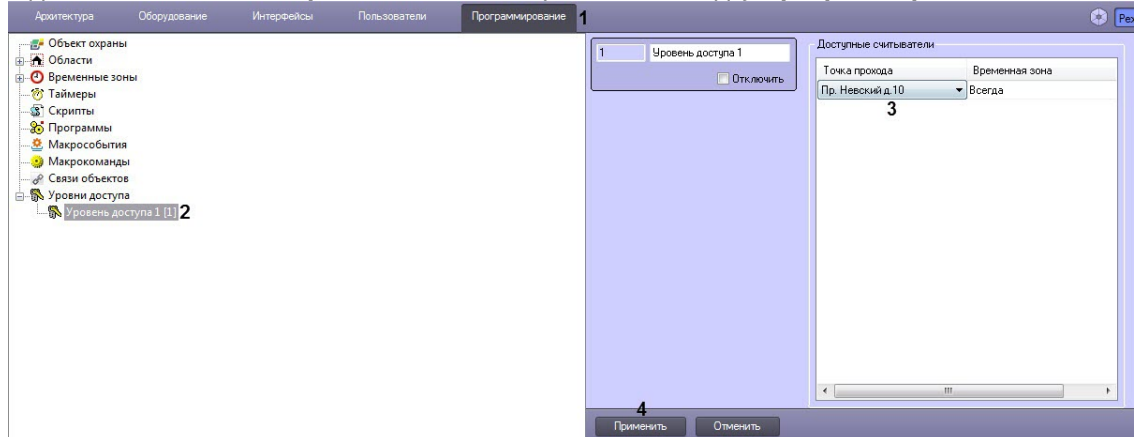 Архитектура Оборудование Интерфейсы Пользователи Программирование 1 Реж
Объект охраны
Области
Временные зоны
Таймеры
Скрипты
Программы
Макрособытия
Макрокоманды
Связи объектов
Уровни доступа
Уровень доступа 1 [1] 2
1 Уровень доступа 1
Отключить
Доступные считыватели
Точка прохода Временная зона
Пр. Невский д.10 Всегда
3
4
Применить Отменить